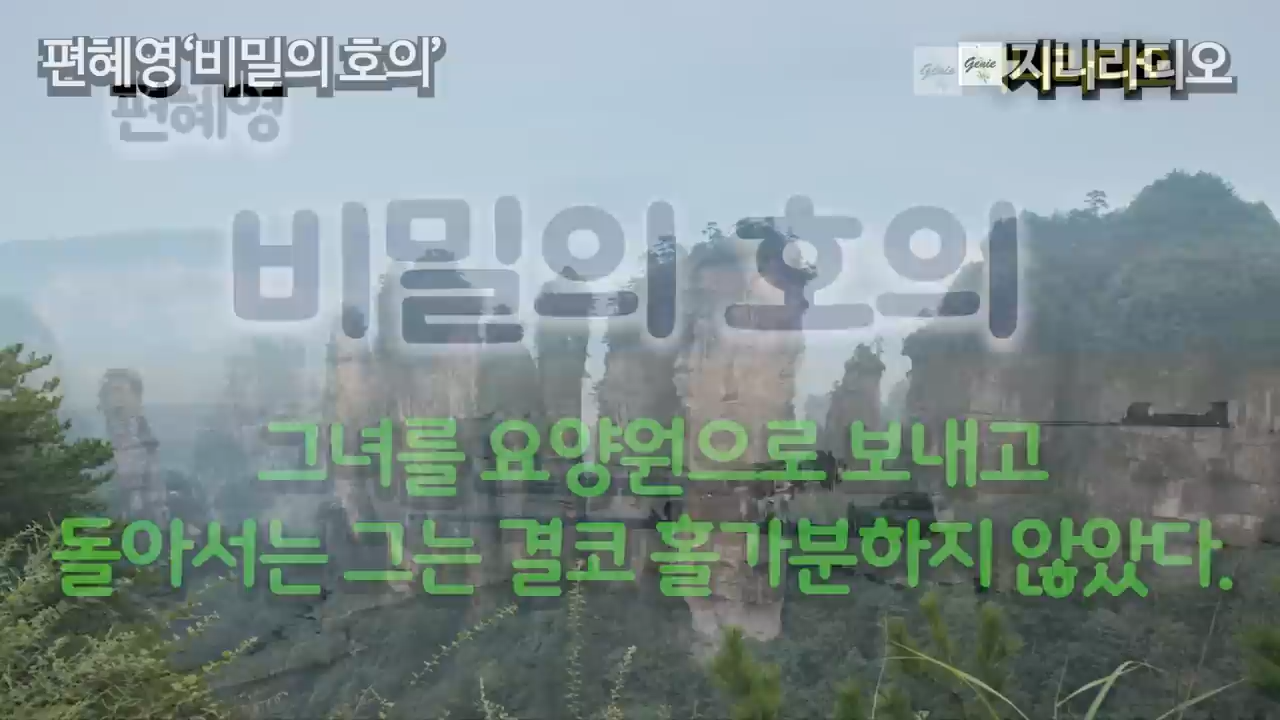 편혜영 ‘비밀의 호의’
Genie Genie 지니라디오
편혜영
비밀의 호의
그녀를 요양원으로 보내고
돌아서는 그는 결코 홀가분하지 않았다.